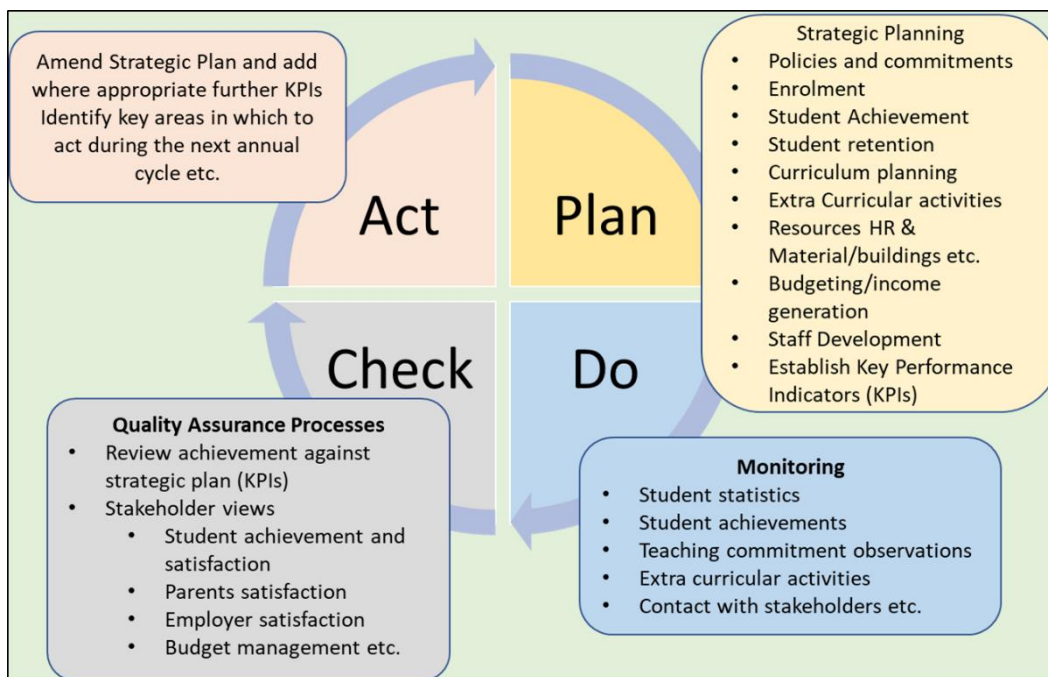 Amend Strategic Plan and add
where appropriate further KPIs
Identify key areas in which to
act during the next annual
cycle etc.
Act
Plan
Strategic Planning
• Policies and commitments
• Enrolment
• Student Achievement
• Student retention
• Curriculum planning
• Extra Curricular activities
• Resources HR &
Material/buildings etc.
• Budgeting/income
generation
• Staff Development
• Establish Key Performance
Indicators (KPIs)
Check
Do
Quality Assurance Processes
• Review achievement against
strategic plan (KPIs)
• Stakeholder views
• Student achievement and
satisfaction
• Parents satisfaction
• Employer satisfaction
• Budget management etc.
Monitoring
• Student statistics
• Student achievements
• Teaching commitment observations
• Extra curricular activities
• Contact with stakeholders etc.